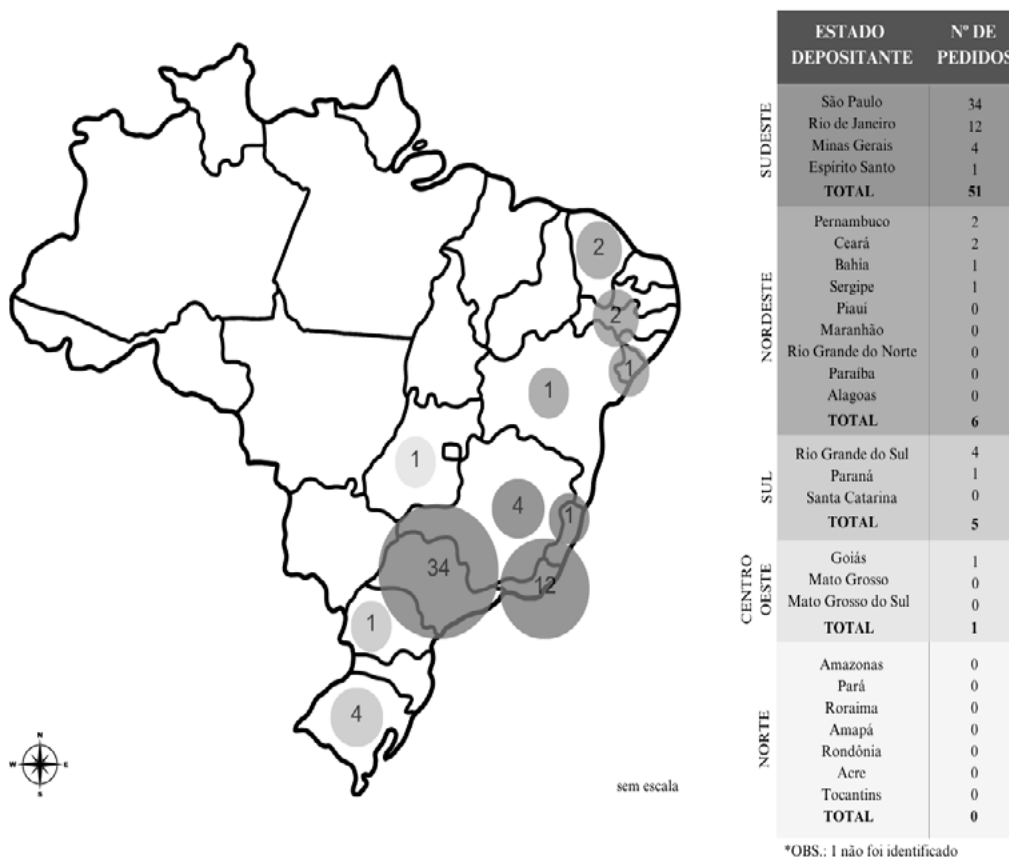 2
2
1
1
1
4
1
34
12
1
4
N
W E
S
sem escala
ESTADO DEPOSITANTE Nº DE PEDIDOS
SUDESTE
São Paulo 34
Rio de Janeiro 12
Minas Gerais 4
Espírito Santo 1
TOTAL 51
NORDESTE
Pernambuco 2
Ceará 2
Bahia 1
Sergipe 1
Piauí 0
Maranhão 0
Rio Grande do Norte 0
Paraíba 0
Alagoas 0
TOTAL 6
SUL
Rio Grande do Sul 4
Paraná 1
Santa Catarina 0
TOTAL 5
CENTRO OESTE
Goiás 1
Mato Grosso 0
Mato Grosso do Sul 0
TOTAL 1
NORTE
Amazonas 0
Pará 0
Roraima 0
Amapá 0
Rondônia 0
Acre 0
Tocantins 0
TOTAL 0
*OBS.: 1 não foi identificado